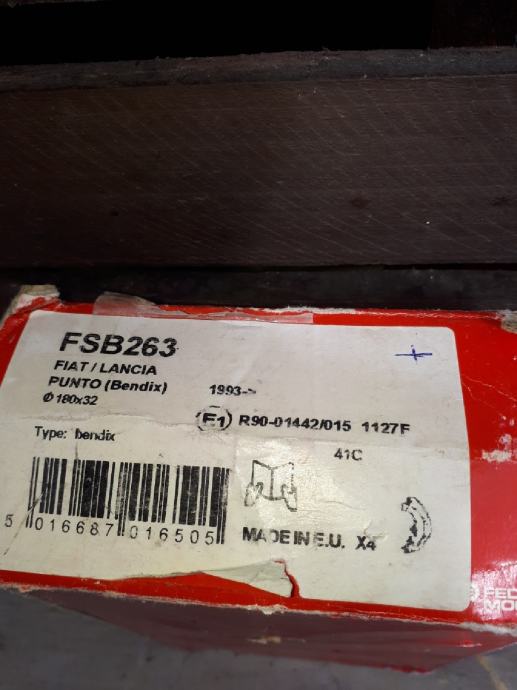 FSB263
FIAT / LANCIA
PUNTO (Bendix) 1993->
Ø 180x32
E1 R90-01442/015 1127F
Type: bendix
41C
5 016687 016505
MADE IN E.U. X4